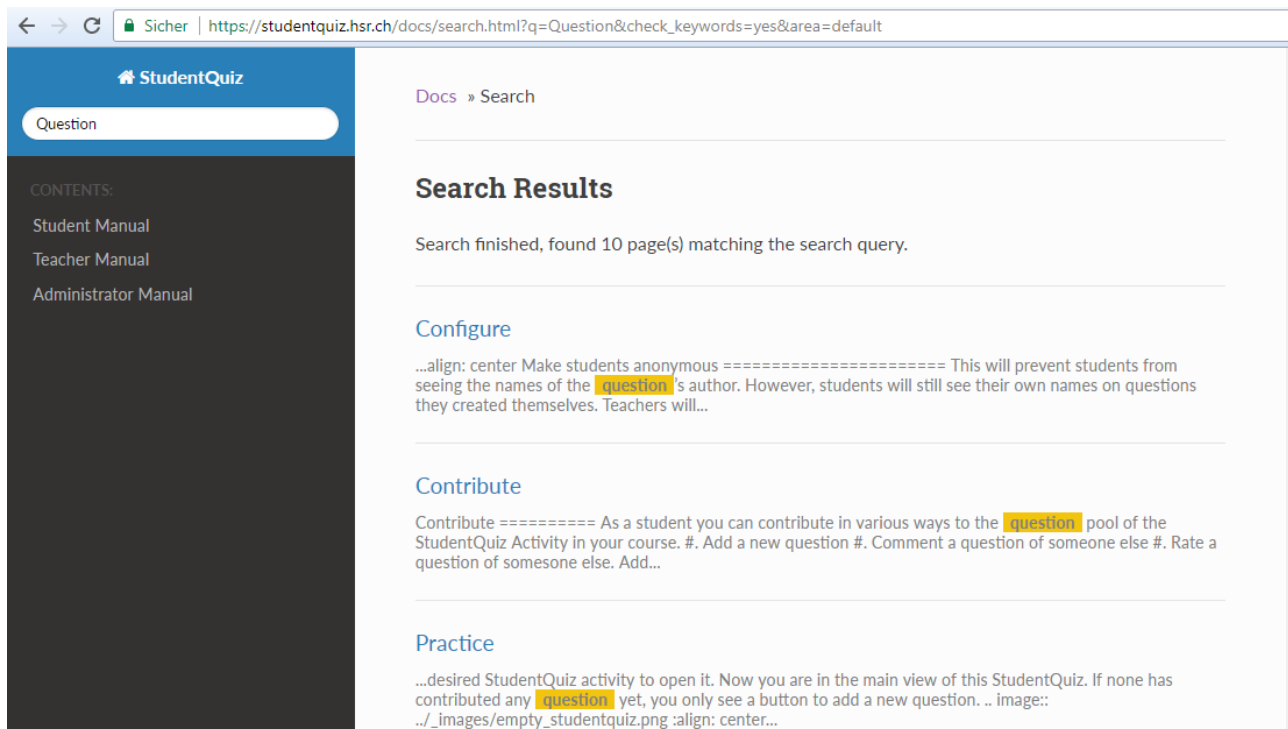 Sicher | https://studentquiz.hsr.ch/docs/search.html?q=Question&check_keywords=yes&area=default
StudentQuiz
Question
CONTENTS:
Student Manual
Teacher Manual
Administrator Manual
Docs » Search
Search Results
Search finished, found 10 page(s) matching the search query.
Configure
...align: center Make students anonymous ======================= This will prevent students from
seeing the names of the question's author. However, students will still see their own names on questions
they created themselves. Teachers will...
Contribute
Contribute ========== As a student you can contribute in various ways to the question pool of the
StudentQuiz Activity in your course. #. Add a new question #. Comment a question of someone else #. Rate a
question of somesone else. Add...
Practice
...desired StudentQuiz activity to open it. Now you are in the main view of this StudentQuiz. If none has
contributed any question yet, you only see a button to add a new question. .. image::
../_images/empty_studentquiz.png :align: center...